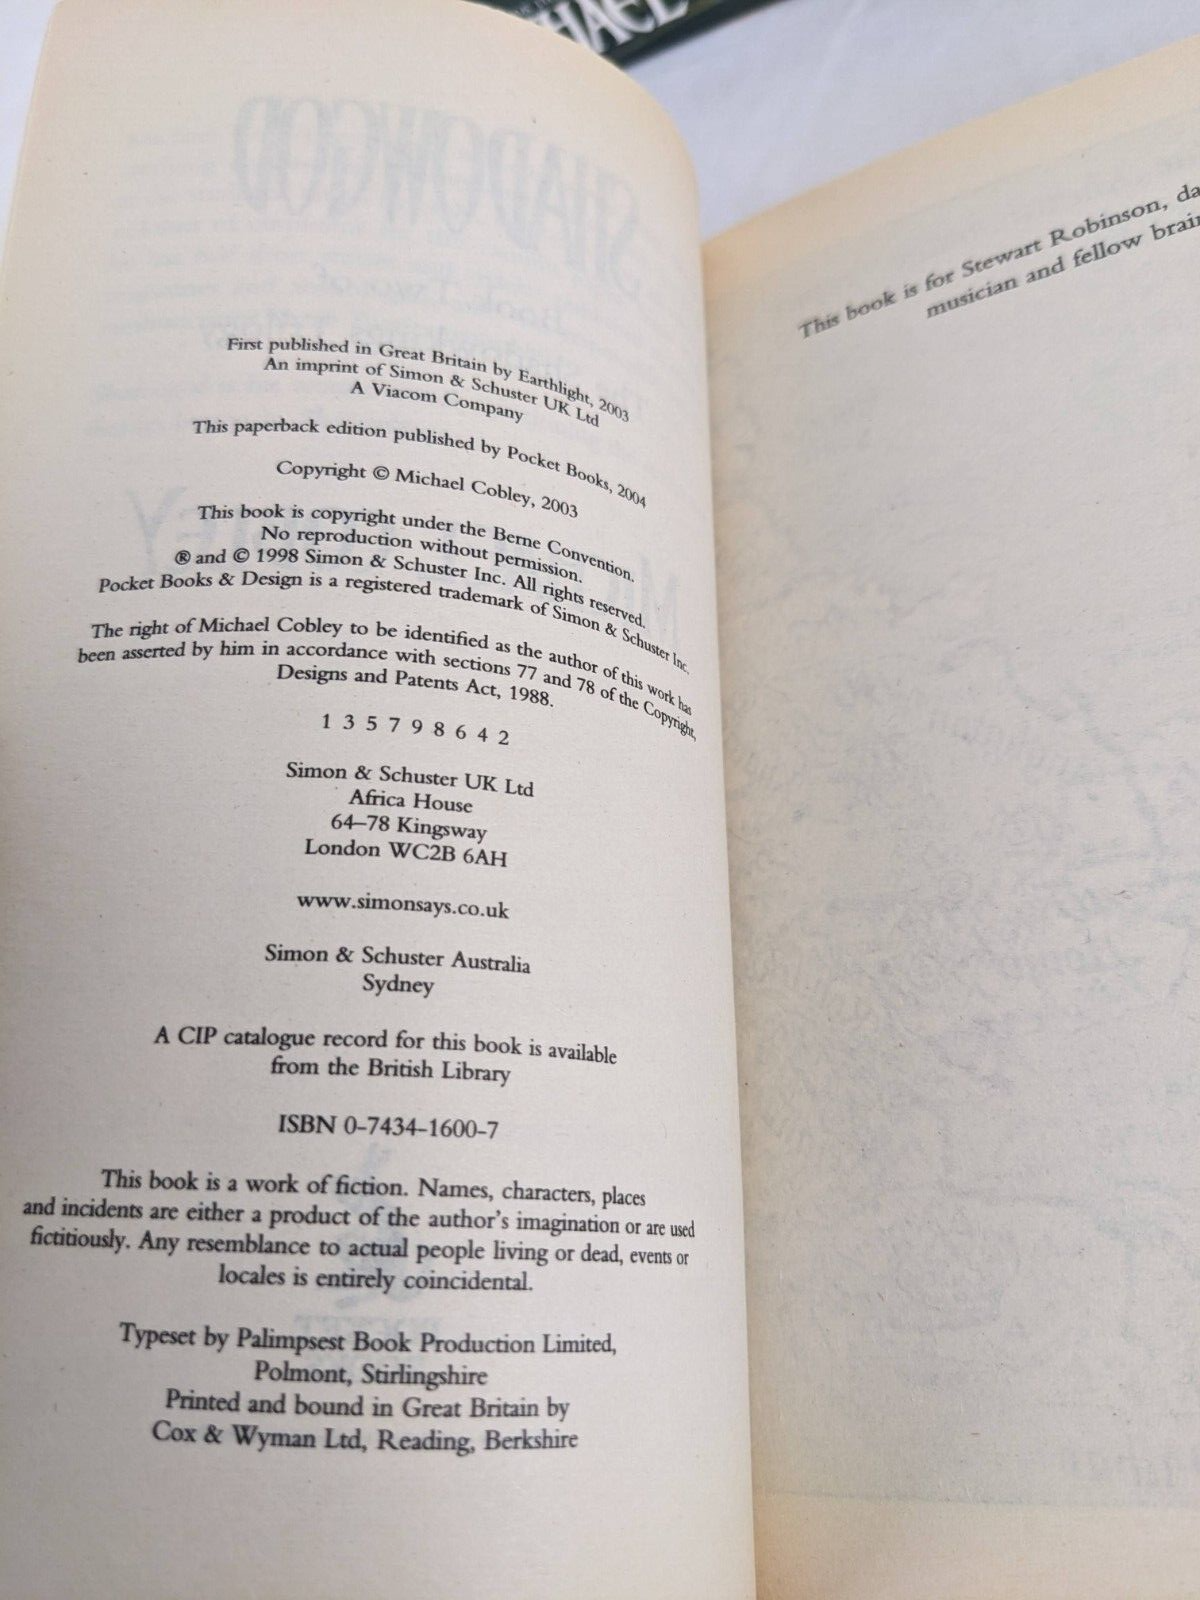 HAEL
SHADOWGOD
First published in Great Britain by Earthlight, 2003
An imprint of Simon & Schuster UK Ltd
A Viacom Company
This paperback edition published by Pocket Books, 2004
Copyright © Michael Cobley, 2003
This book is copyright under the Berne Convention.
No reproduction without permission.
® and © 1998 Simon & Schuster Inc. All rights reserved.
Pocket Books & Design is a registered trademark of Simon & Schuster Inc.
The right of Michael Cobley to be identified as the author of this work has
been asserted by him in accordance with sections 77 and 78 of the Copyright,
Designs and Patents Act, 1988.
1 3 5 7 9 8 6 4 2
Simon & Schuster UK Ltd
Africa House
64–78 Kingsway
London WC2B 6AH
www.simonsays.co.uk
Simon & Schuster Australia
Sydney
A CIP catalogue record for this book is available
from the British Library
ISBN 0-7434-1600-7
This book is a work of fiction. Names, characters, places
and incidents are either a product of the author's imagination or are used
fictitiously. Any resemblance to actual people living or dead, events or
locales is entirely coincidental.
Typeset by Palimpsest Book Production Limited,
Polmont, Stirlingshire
Printed and bound in Great Britain by
Cox & Wyman Ltd, Reading, Berkshire
This book is for Stewart Robinson, da
musician and fellow brain